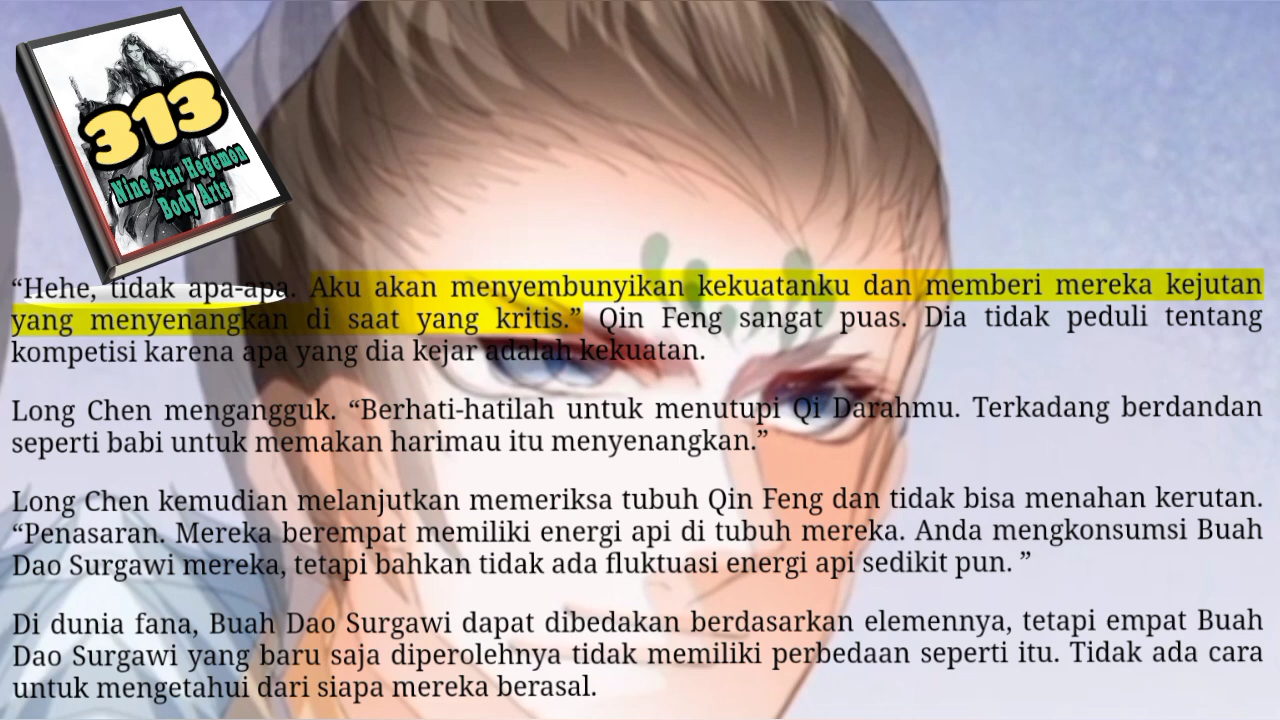 313
Nine Star Hegemon
Body Arts
“Hehe, tidak apa-apa. Aku akan menyembunyikan kekuatanku dan memberi mereka kejutan
yang menyenangkan di saat yang kritis.” Qin Feng sangat puas. Dia tidak peduli tentang
kompetisi karena apa yang dia kejar adalah kekuatan.
Long Chen mengangguk. “Berhati-hatilah untuk menutupi Qi Darahmu. Terkadang berdandan
seperti babi untuk memakan harimau itu menyenangkan.”
Long Chen kemudian melanjutkan memeriksa tubuh Qin Feng dan tidak bisa menahan kerutan.
“Penasaran. Mereka berempat memiliki energi api di tubuh mereka. Anda mengkonsumsi Buah
Dao Surgawi mereka, tetapi bahkan tidak ada fluktuasi energi api sedikit pun. ”
Di dunia fana, Buah Dao Surgawi dapat dibedakan berdasarkan elemennya, tetapi empat Buah
Dao Surgawi yang baru saja diperolehnya tidak memiliki perbedaan seperti itu. Tidak ada cara
untuk mengetahui dari siapa mereka berasal.